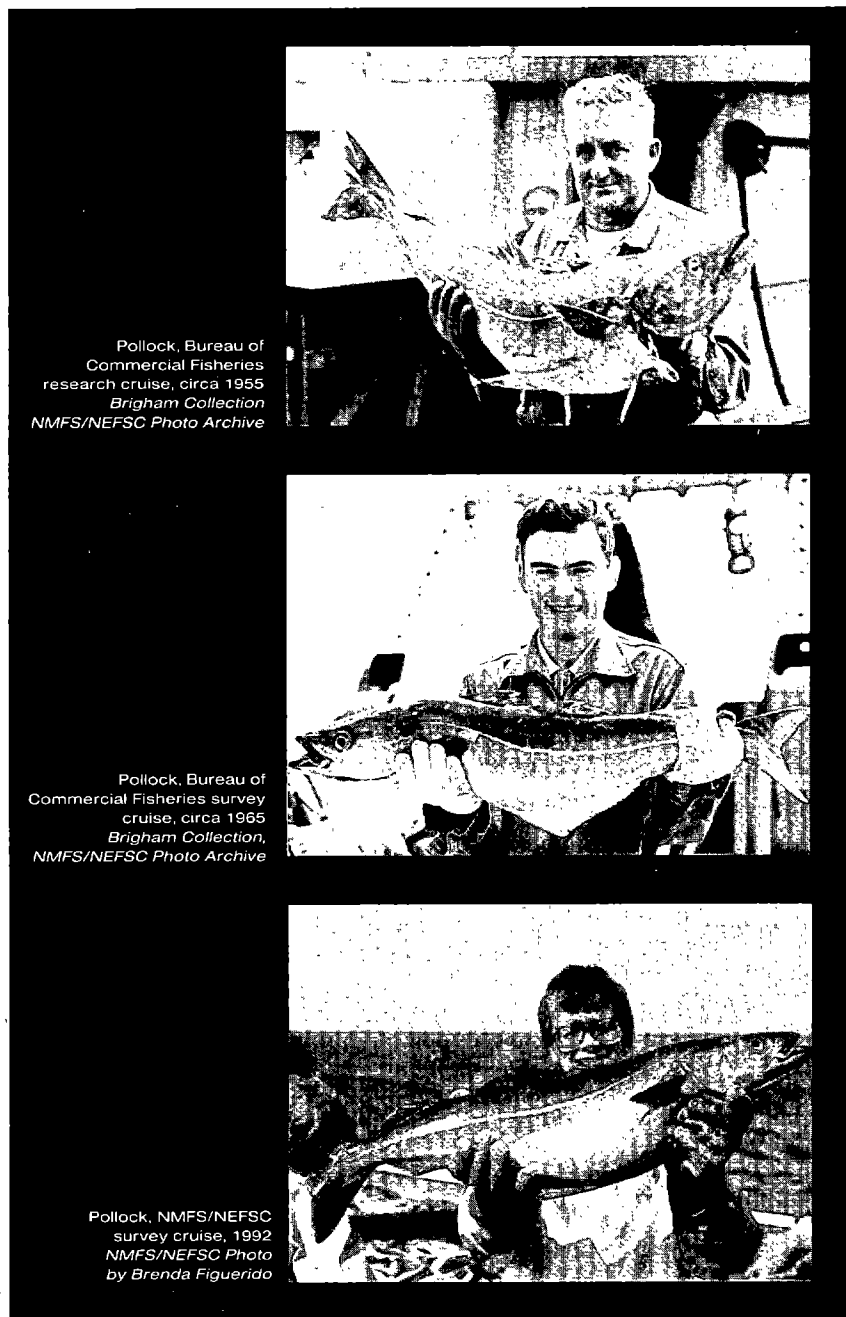 Pollock, Bureau of
Commercial Fisheries
research cruise, circa 1955
Brigham Collection
NMFS/NEFSC Photo Archive
Pollock, Bureau of
Commercial Fisheries survey
cruise, circa 1965
Brigham Collection,
NMFS/NEFSC Photo Archive
Pollock, NMFS/NEFSC
survey cruise, 1992
NMFS/NEFSC Photo
by Brenda Figuerido